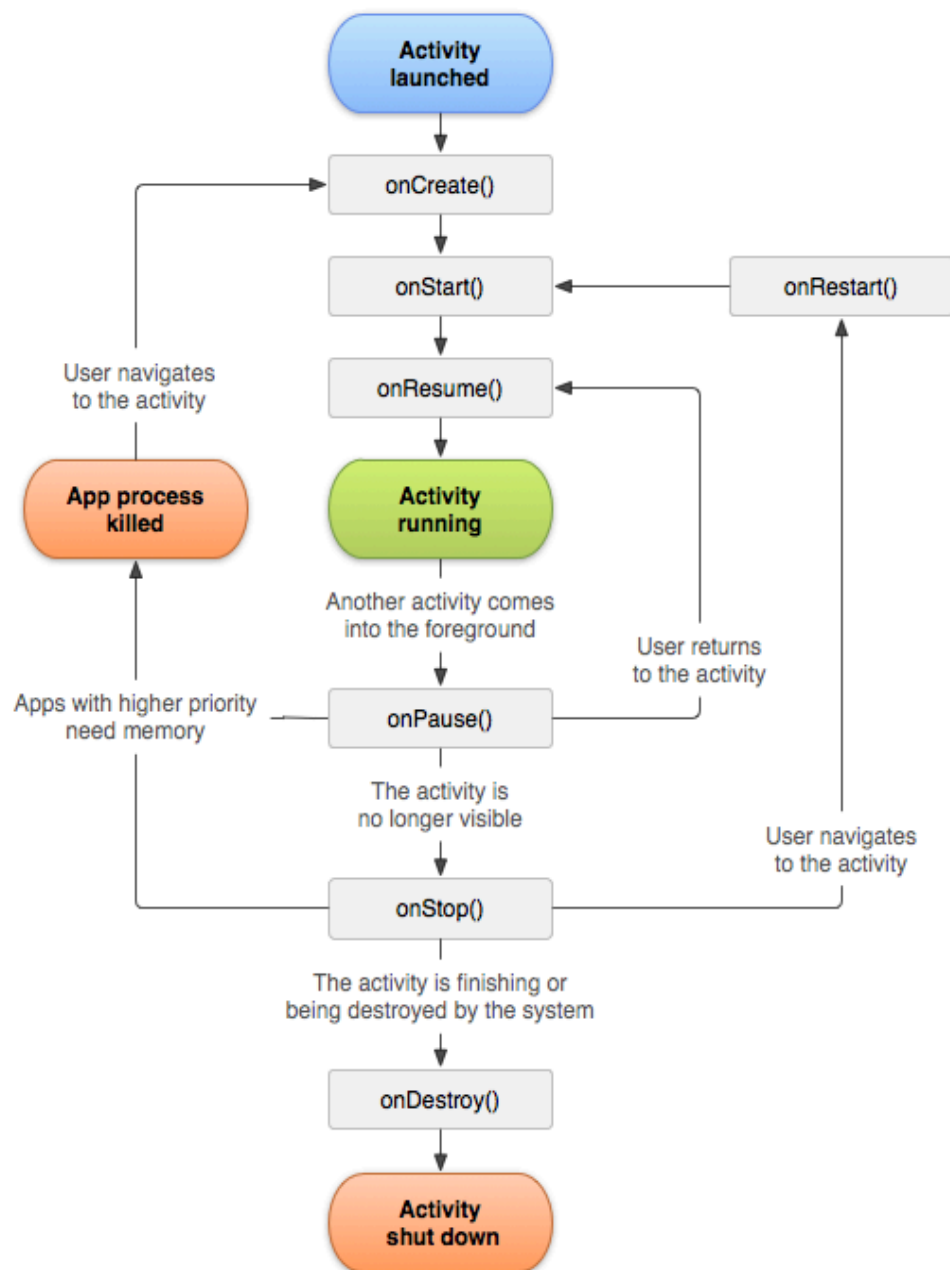 Activity
launched
onCreate()
onStart()
onRestart()
onResume()
User navigates
to the activity
App process
killed
Activity
running
Another activity comes
into the foreground
User returns
to the activity
Apps with higher priority
need memory
onPause()
The activity is
no longer visible
User navigates
to the activity
onStop()
The activity is finishing or
being destroyed by the system
onDestroy()
Activity
shut down